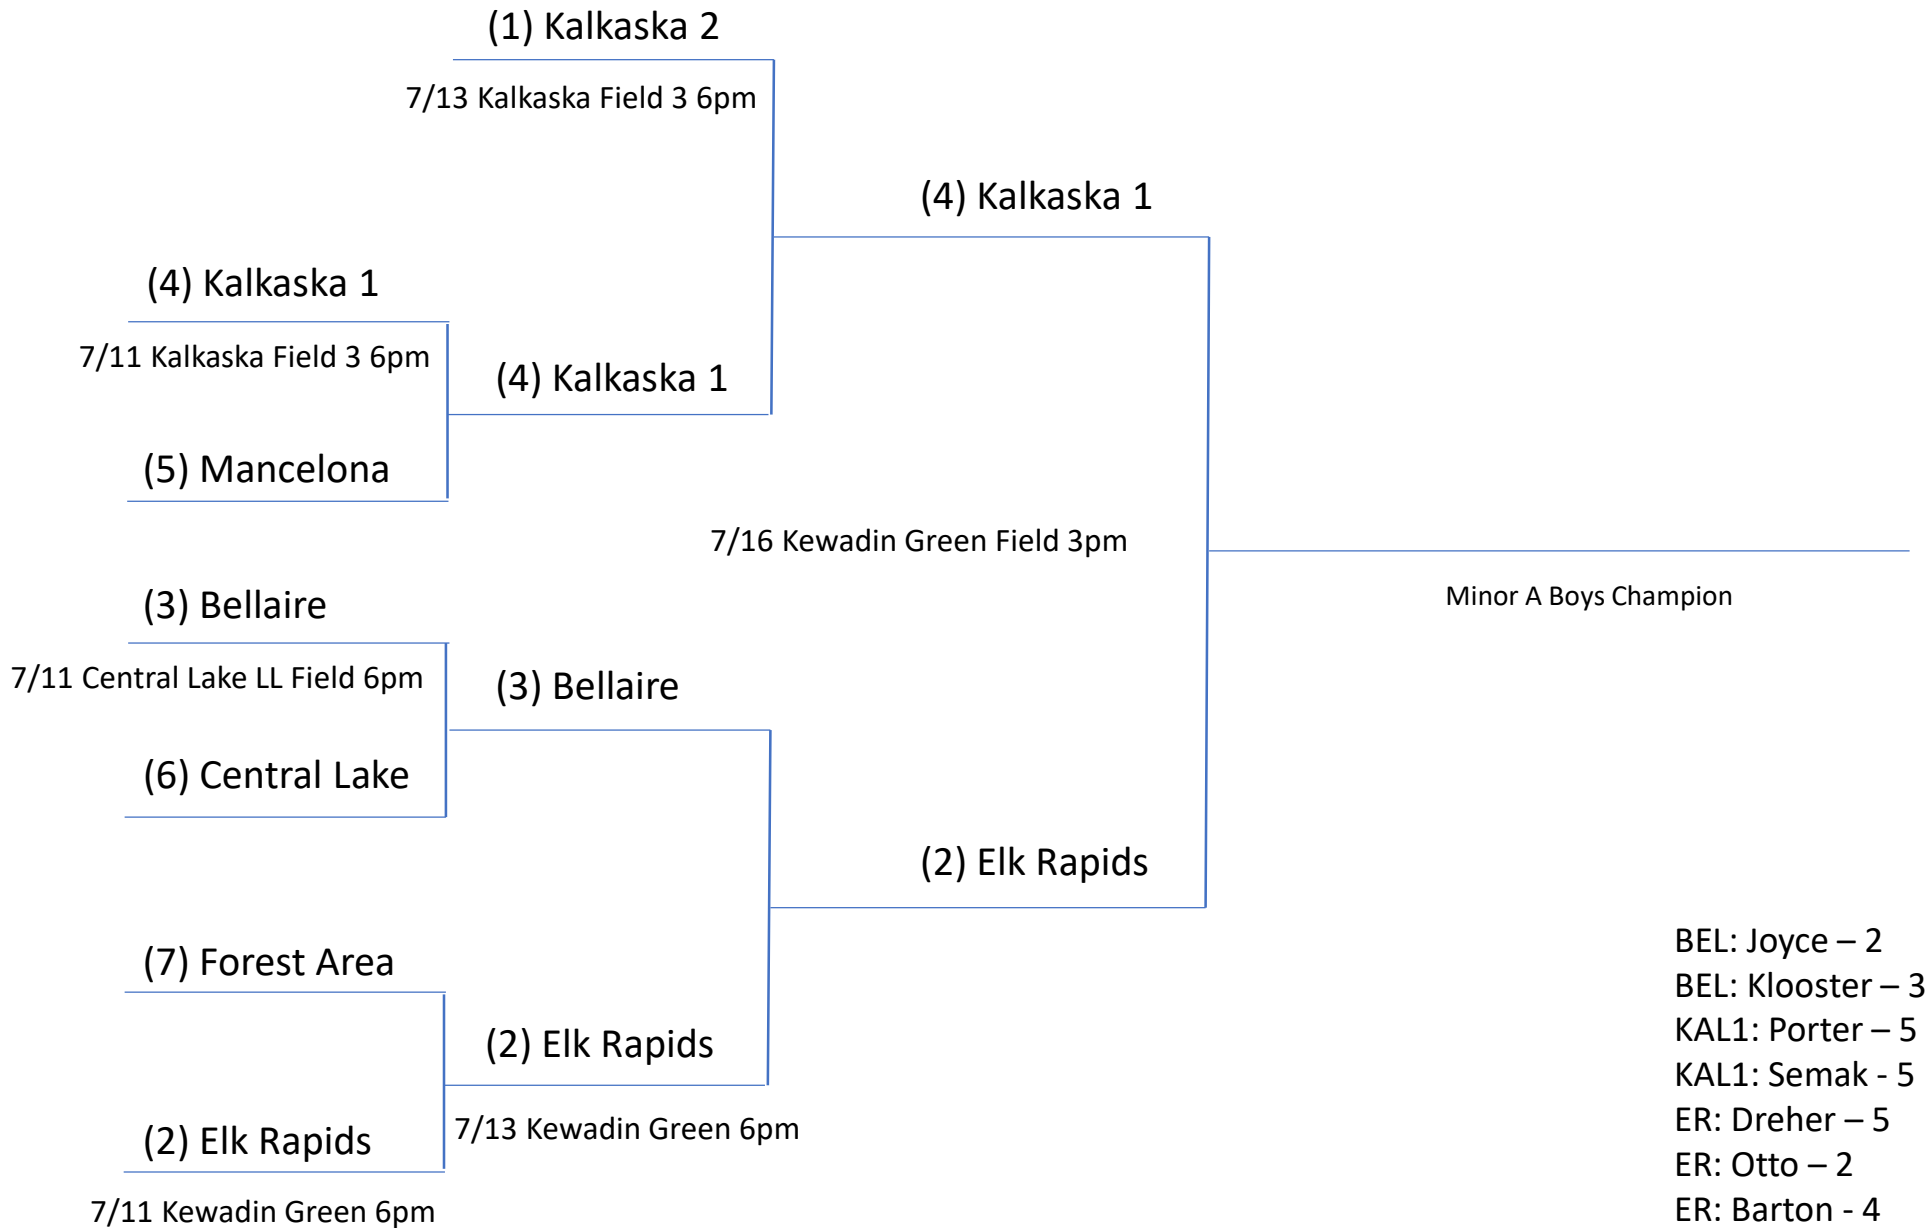 (1) Kalkaska 2
7/13 Kalkaska Field 3 6pm
(4) Kalkaska 1
(4) Kalkaska 1
7/11 Kalkaska Field 3 6pm
(4) Kalkaska 1
(5) Mancelona
7/16 Kewadin Green Field 3pm
Minor A Boys Champion
(3) Bellaire
7/11 Central Lake LL Field 6pm
(3) Bellaire
(6) Central Lake
(2) Elk Rapids
(7) Forest Area
(2) Elk Rapids
(2) Elk Rapids
7/13 Kewadin Green 6pm
7/11 Kewadin Green 6pm
BEL: Joyce – 2
BEL: Klooster – 3
KAL1: Porter – 5
KAL1: Semak - 5
ER: Dreher – 5
ER: Otto – 2
ER: Barton - 4